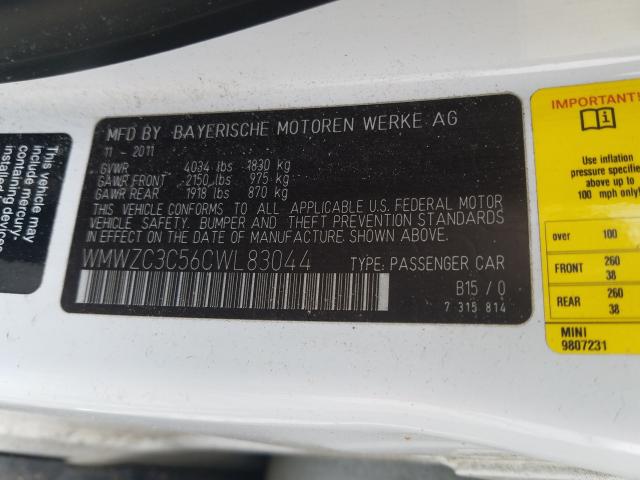 This vehicle may
include mercury-
containing devices
installed
MFD BY BAYERISCHE MOTOREN WERKE AG
11 - 2011
GVWR 4034 lbs 1830 kg
GAWR FRONT -2150 lbs 975 kg
GAWR REAR 1918 lbs 870 kg
THIS VEHICLE CONFORMS TO ALL APPLICABLE U.S. FEDERAL MOTOR
VEHICLE SAFETY, BUMPER AND THEFT PREVENTION STANDARDS
IN EFFECT ON THE DATE OF MANUFACTURE SHOWN ABOVE.
WMWZC3C56CWL83044 TYPE: PASSENGER CAR
B15 / 0
7 315 814
IMPORTANT!
Use inflation
pressure specified
above up to
100 mph only!
over 100
FRONT 260
38
REAR 260
38
MINI
9807231